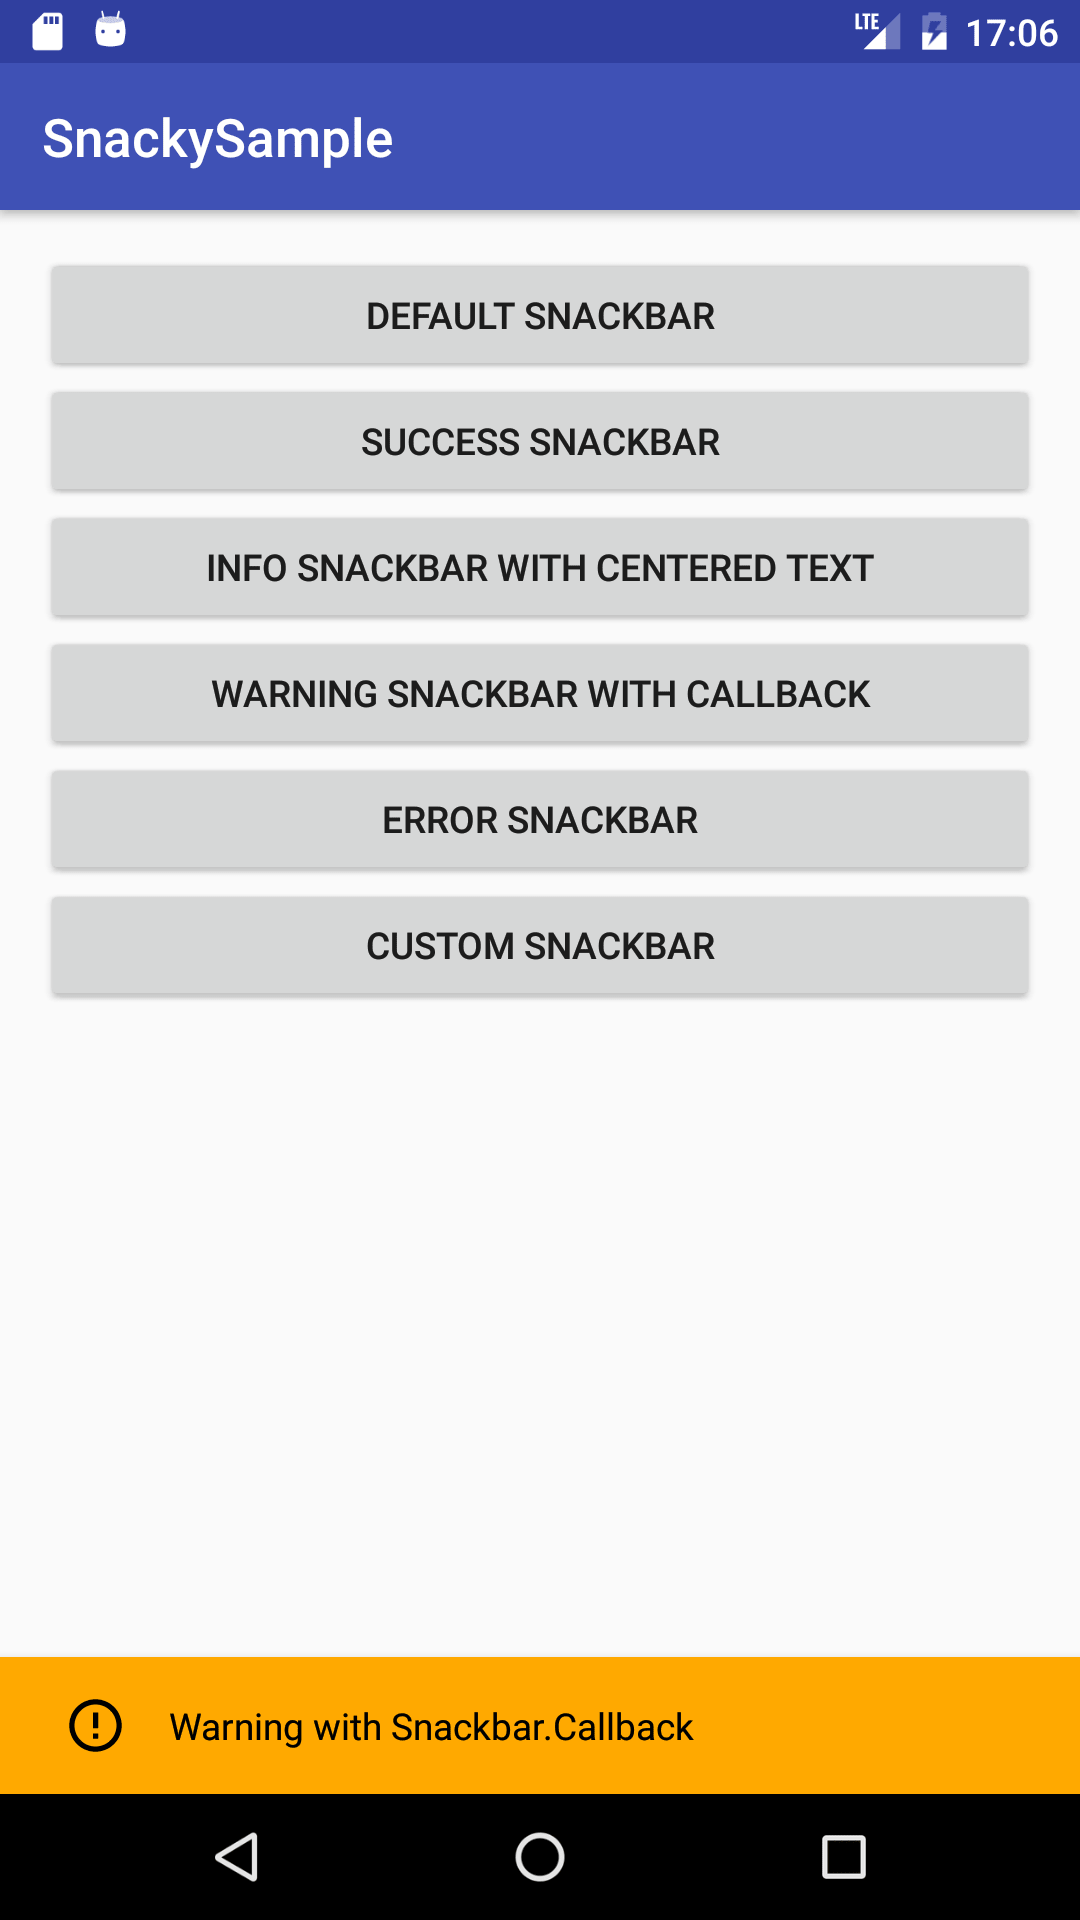 LTE 17:06
SnackySample
DEFAULT SNACKBAR
SUCCESS SNACKBAR
INFO SNACKBAR WITH CENTERED TEXT
WARNING SNACKBAR WITH CALLBACK
ERROR SNACKBAR
CUSTOM SNACKBAR
Warning with Snackbar.Callback